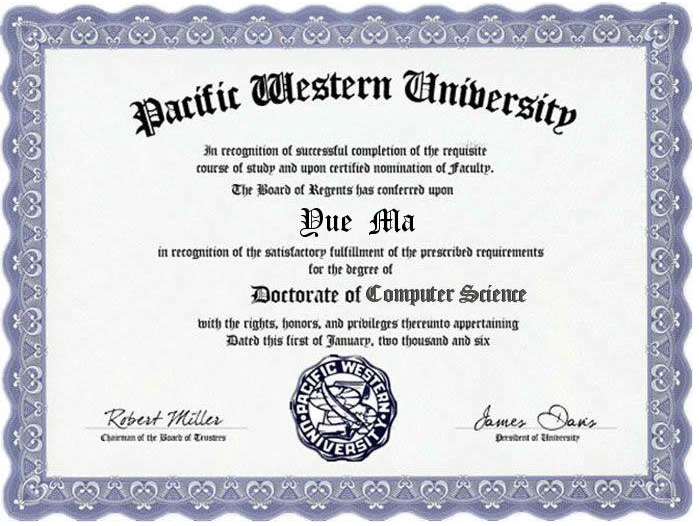 Pacific Western University
In recognition of successful completion of the requisite
course of study and upon certified nomination of Faculty.
The Board of Regents has conferred upon
Yue Ma
in recognition of the satisfactory fulfillment of the prescribed requirements
for the degree of
Doctorate of Computer Science
with the rights, honors, and privileges thereunto appertaining
Dated this first of January, two thousand and six
PACIFIC WESTERN
UNIVERSITY
Robert Miller
Chairman of the Board of Trustees
James Davis
President of University